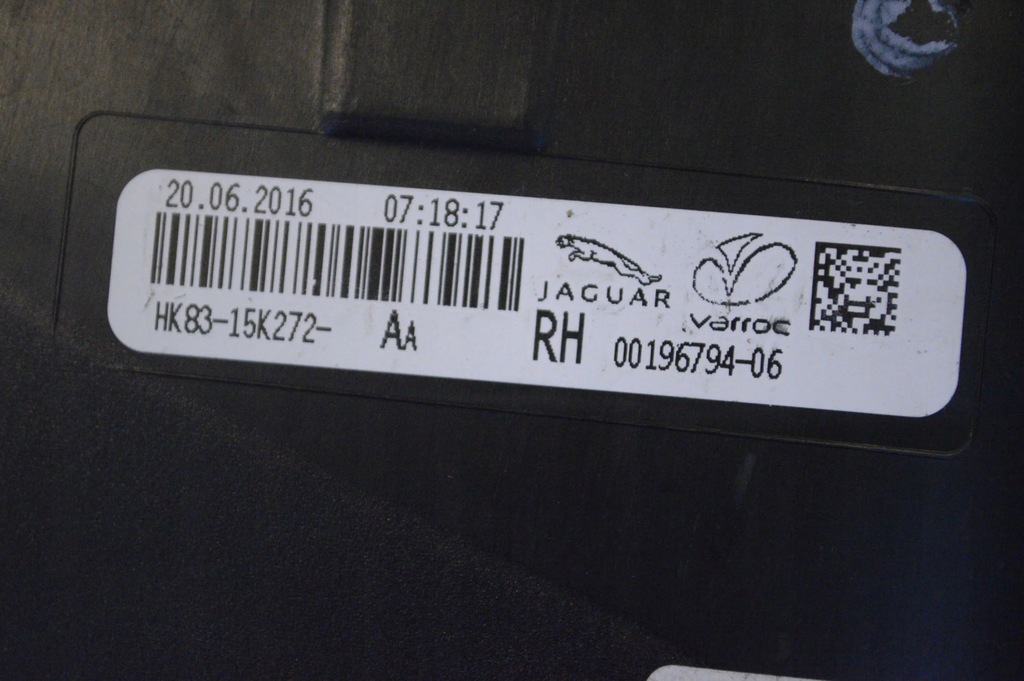 20.06.2016 07:18:17
JAGUAR
varroc
HK83-15K272- AA
RH 00196794-06